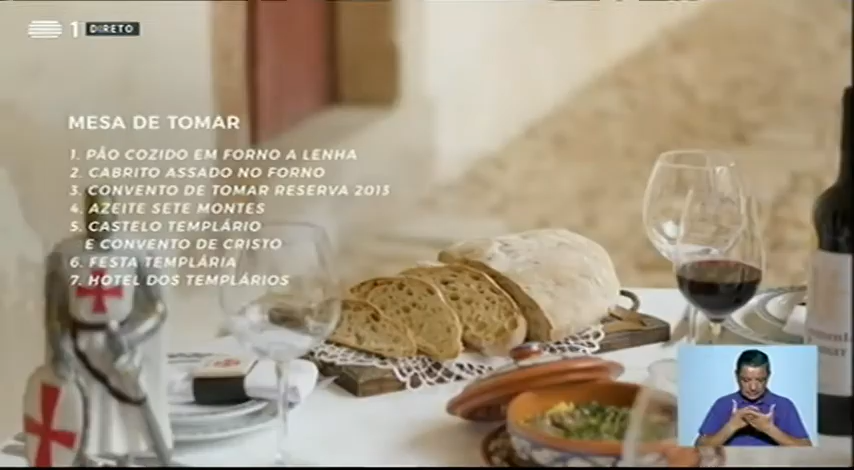 1 DIRETO
MESA DE TOMAR
1. PÃO COZIDO EM FORNO A LENHA
2. CABRITO ASSADO NO FORNO
3. CONVENTO DE TOMAR RESERVA 2013
4. AZEITE SETE MONTES
5. CASTELO TEMPLÁRIO
E CONVENTO DE CRISTO
6. FESTA TEMPLÁRIA
7. HOTEL DOS TEMPLÁRIOS